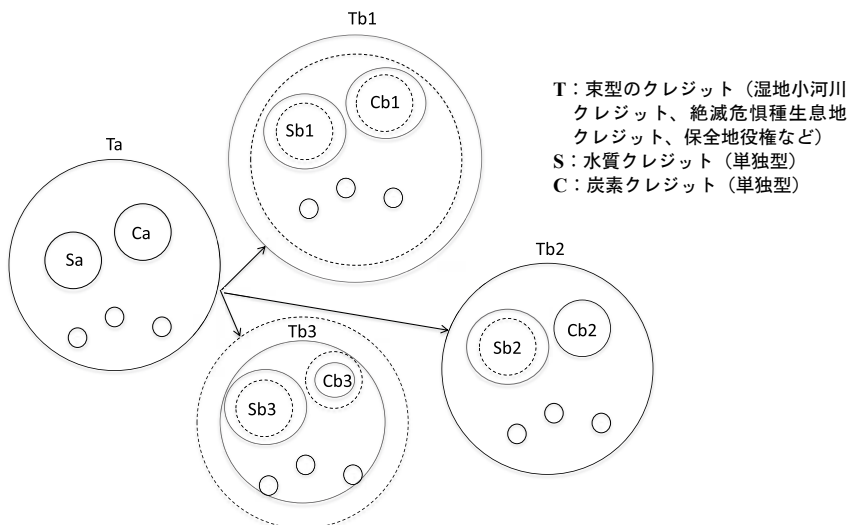 Tb1
T：束型のクレジット（湿地小河川
クレジット、絶滅危惧種生息地
クレジット、保全地役権など）
S：水質クレジット（単独型）
C：炭素クレジット（単独型）
Cb1
Sb1
Ta
Ca
Sa
Tb2
Cb2
Sb2
Tb3
Cb3
Sb3